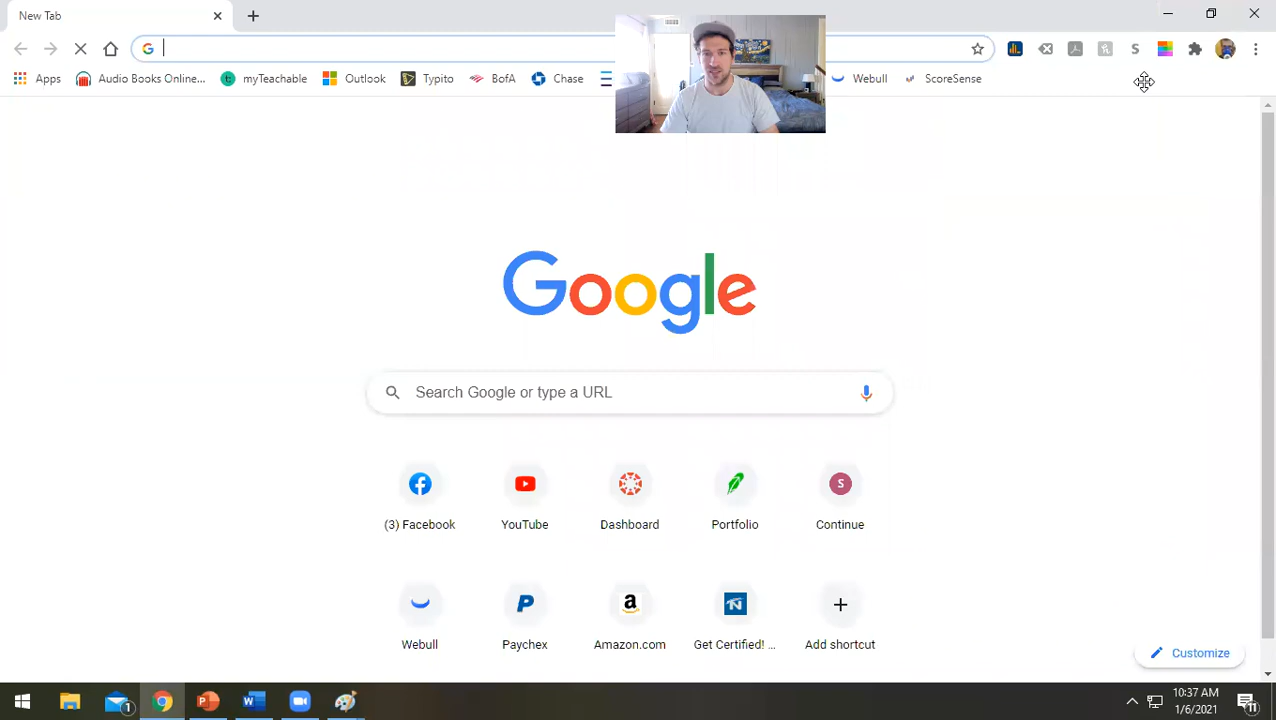 New Tab
Apps Audio Books Online... myTeachable Outlook Typito BofA Chase Webull ScoreSense
Google
Search Google or type a URL
(3) Facebook YouTube Dashboard Portfolio S Continue
Webull Paychex Amazon.com Get Certified! ... Add shortcut
Customize
1 10:37 AM
1/6/2021 11